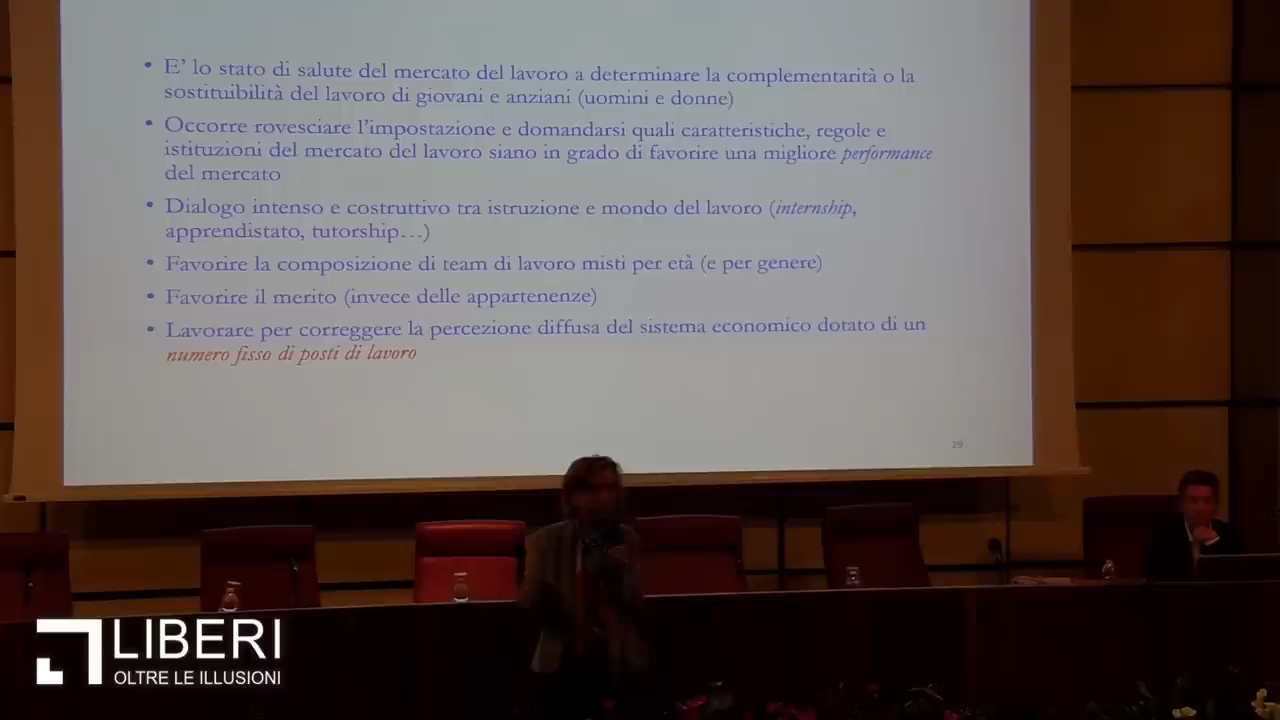 • E' lo stato di salute del mercato del lavoro a determinare la complementarità o la
sostituibilità del lavoro di giovani e anziani (uomini e donne)
• Occorre rovesciare l'impostazione e domandarsi quali caratteristiche, regole e
istituzioni del mercato del lavoro siano in grado di favorire una migliore performance
del mercato
• Dialogo intenso e costruttivo tra istruzione e mondo del lavoro (internship,
apprendistato, tutorship…)
• Favorire la composizione di team di lavoro misti per età (e per genere)
• Favorire il merito (invece delle appartenenze)
• Lavorare per correggere la percezione diffusa del sistema economico dotato di un
numero fisso di posti di lavoro
29
LIBERI
OLTRE LE ILLUSIONI